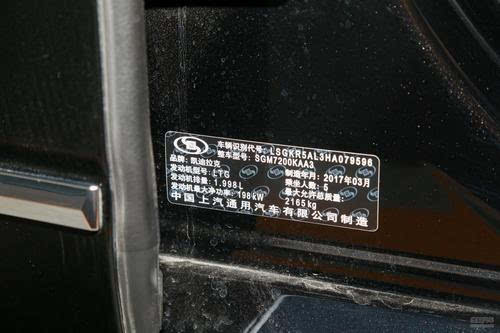 车辆识别代号: LSGKR5AL3HA079596
品牌: 凯迪拉克 整车型号: SGM7200KAA3
发动机型号: LTG 制造年月: 2017年03月
发动机排量: 1.998L 乘坐人数: 5
发动机最大净功率: 198kW 最大允许总质量: 2165kg
中国上汽通用汽车有限公司制造